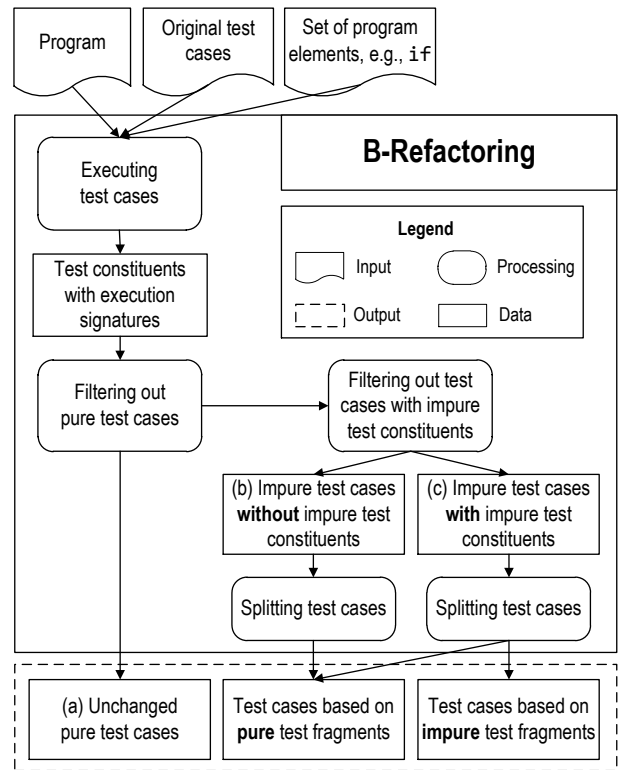 Program
Original test
cases
Set of program
elements, e.g., if
B-Refactoring
Executing
test cases
Legend
Input
Processing
Output
Data
Test constituents
with execution
signatures
Filtering out
pure test cases
Filtering out test
cases with impure
test constituents
(b) Impure test cases
without impure test
constituents
(c) Impure test cases
with impure test
constituents
Splitting test cases
Splitting test cases
(a) Unchanged
pure test cases
Test cases based on
pure test fragments
Test cases based on
impure test fragments